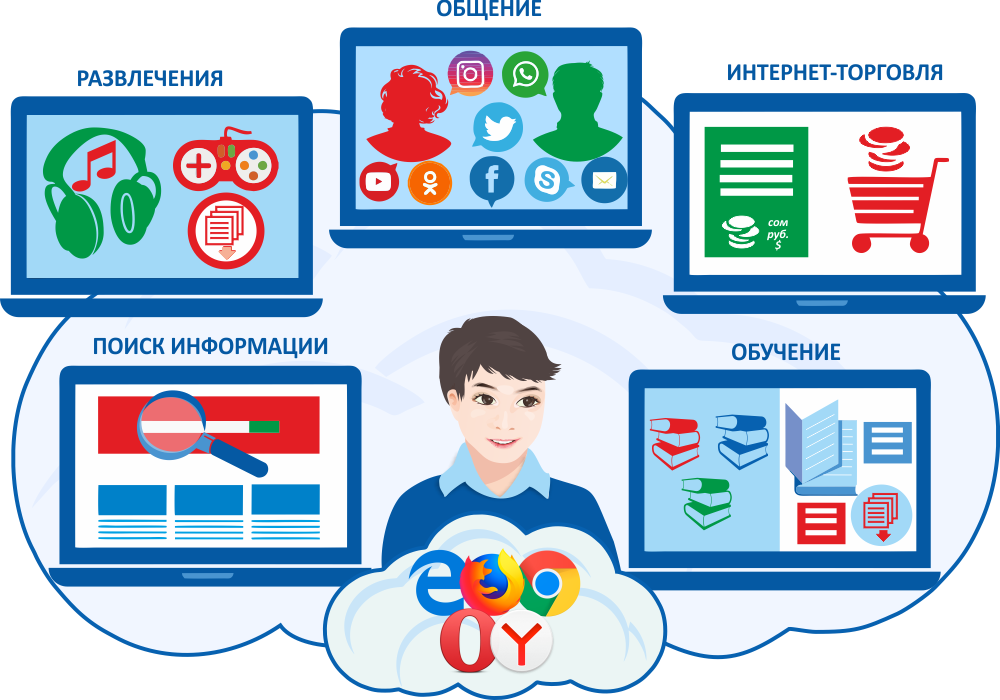 ОБЩЕНИЕ
РАЗВЛЕЧЕНИЯ
ИНТЕРНЕТ-ТОРГОВЛЯ
сом
руб.
$
ПОИСК ИНФОРМАЦИИ
ОБУЧЕНИЕ